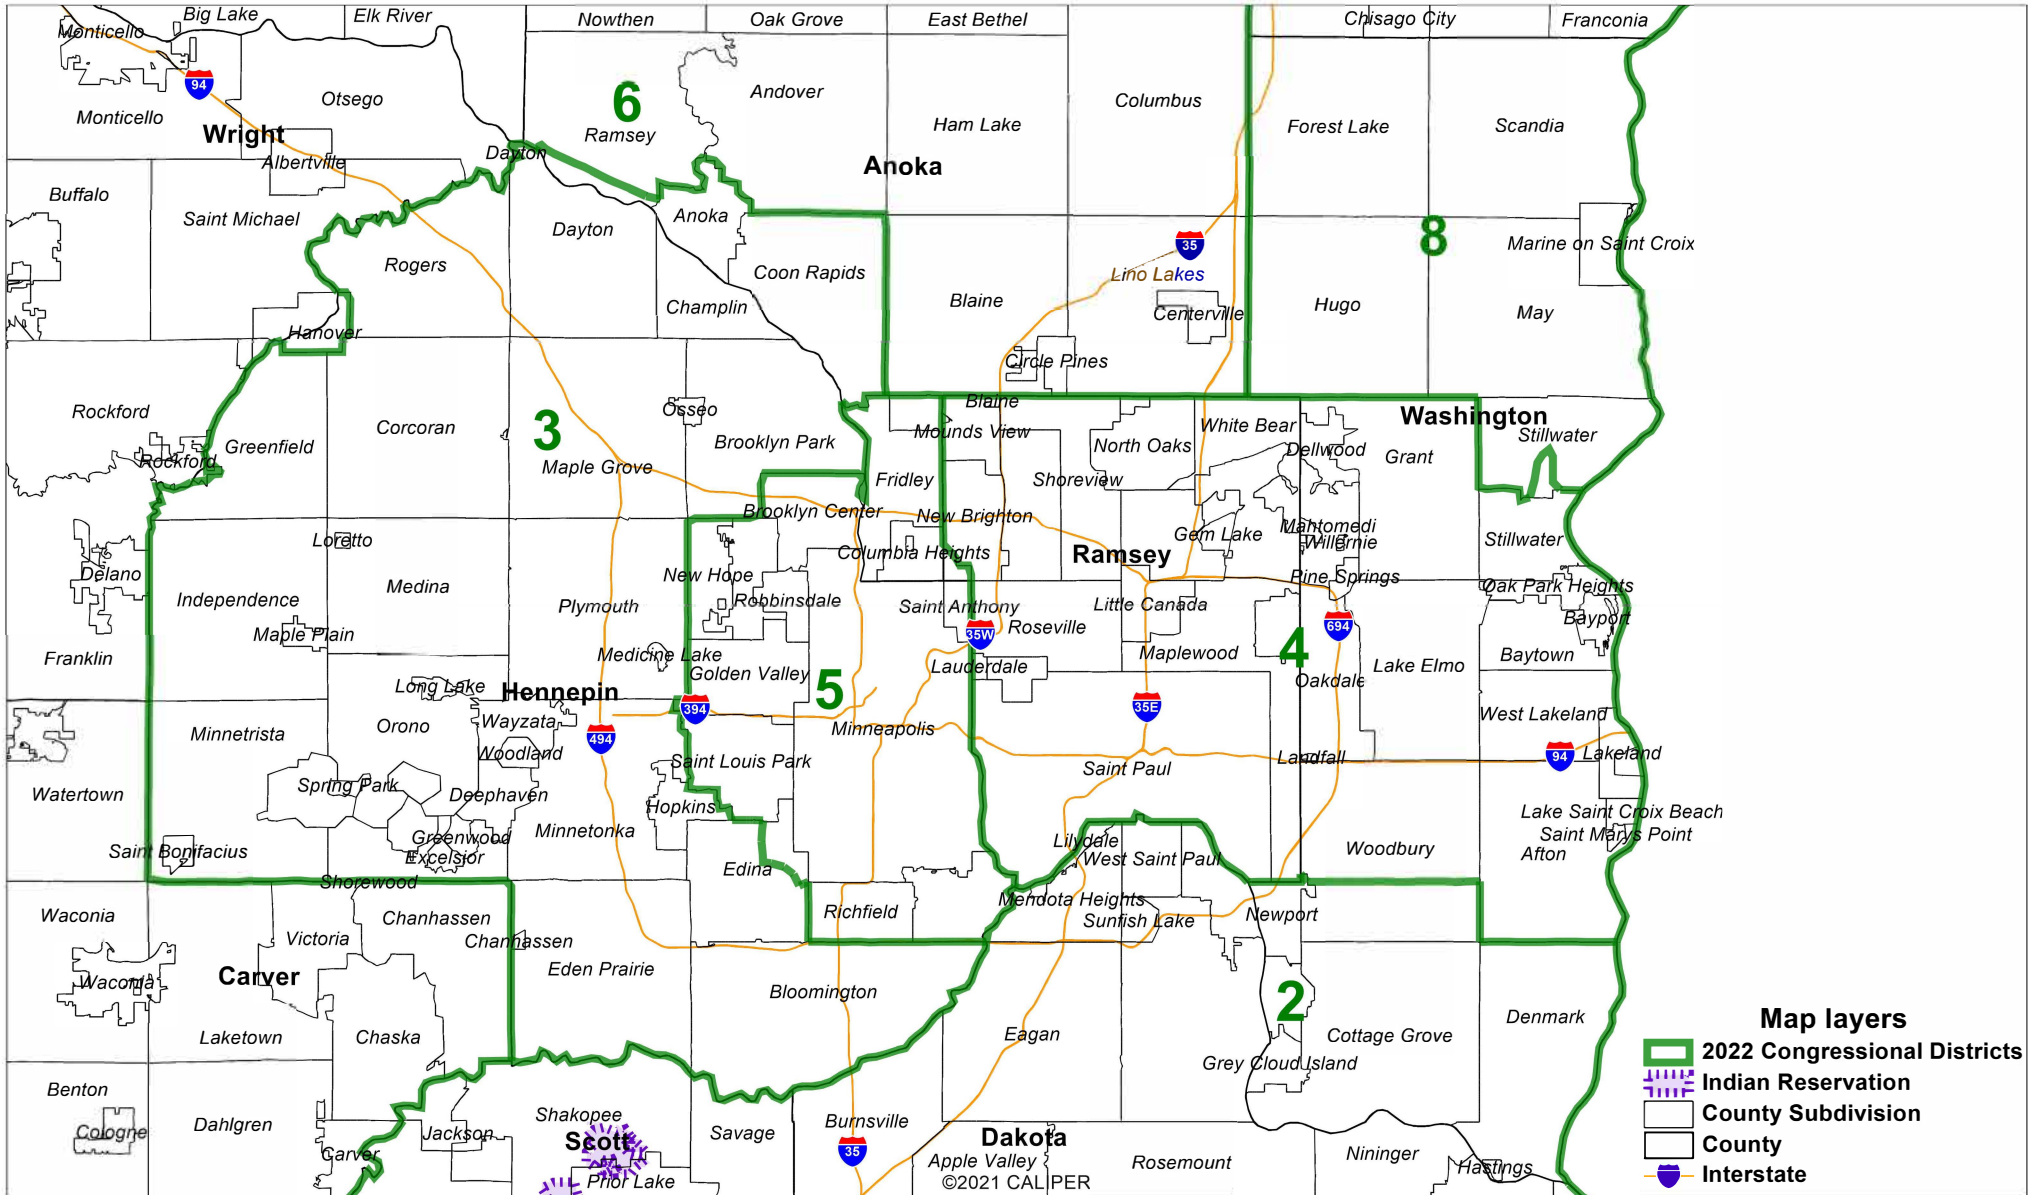 Big Lake
Elk River
Nowthen
Oak Grove
East Bethel
Chisago City
Franconia
Monticello
94
Monticello
Otsego
Wright
Albertville
6
Ramsey
Andover
Ham Lake
Columbus
Forest Lake
Scandia
Dayton
Anoka
Buffalo
Saint Michael
Rogers
Dayton
Anoka
Coon Rapids
Champlin
Blaine
35
Lino Lakes
Centerville
8
Marine on Saint Croix
Hugo
May
Hanover
Circle Pines
Rockford
Rockford
Greenfield
Corcoran
3
Osseo
Maple Grove
Brooklyn Park
Blaine
Mounds View
Fridley
Shoreview
North Oaks
White Bear
Dellwood
Grant
Washington
Stillwater
Brooklyn Center
New Brighton
Columbia Heights
Ramsey
Gem Lake
Mahtomedi
Willernie
Stillwater
Pine Springs
Oak Park Heights
Bayport
Delano
Loretto
Independence
Medina
Maple Plain
Plymouth
New Hope
Robbinsdale
Saint Anthony
35W
Roseville
Little Canada
694
Franklin
Medicine Lake
Golden Valley
5
Lauderdale
Maplewood
4
Oakdale
Lake Elmo
Baytown
Long Lake
Hennepin
394
35E
Minnetrista
Orono
Wayzata
Woodland
494
Minneapolis
West Lakeland
94
Lakeland
Saint Louis Park
Saint Paul
Landfall
Watertown
Spring Park
Deephaven
Hopkins
Greenwood
Excelsior
Minnetonka
Saint Bonifacius
Edina
Lilydale
West Saint Paul
Woodbury
Lake Saint Croix Beach
Saint Marys Point
Afton
Shorewood
Waconia
Victoria
Chanhassen
Chanhassen
Richfield
Mendota Heights
Sunfish Lake
Newport
Waconia
Carver
Eden Prairie
Bloomington
2
Laketown
Chaska
Eagan
Grey Cloud Island
Cottage Grove
Denmark
Benton
Cologne
Dahlgren
Carver
Jackson
Shakopee
Scott
Prior Lake
Savage
Burnsville
35
Apple Valley
Dakota
Rosemount
Nininger
Hastings
©2021 CALIPER
Map layers
2022 Congressional Districts
Indian Reservation
County Subdivision
County
Interstate